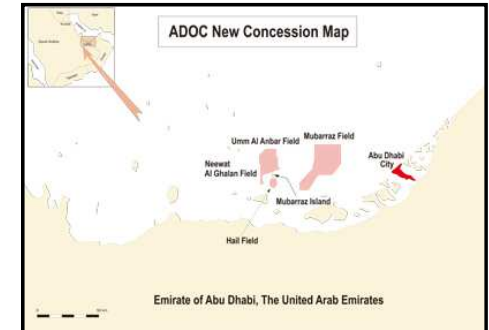 ADOC New Concession Map
Umm Al Anbar Field
Mubarraz Field
Neewat
Al Ghalan Field
Abu Dhabi
City
Mubarraz Island
Hail Field
Emirate of Abu Dhabi, The United Arab Emirates